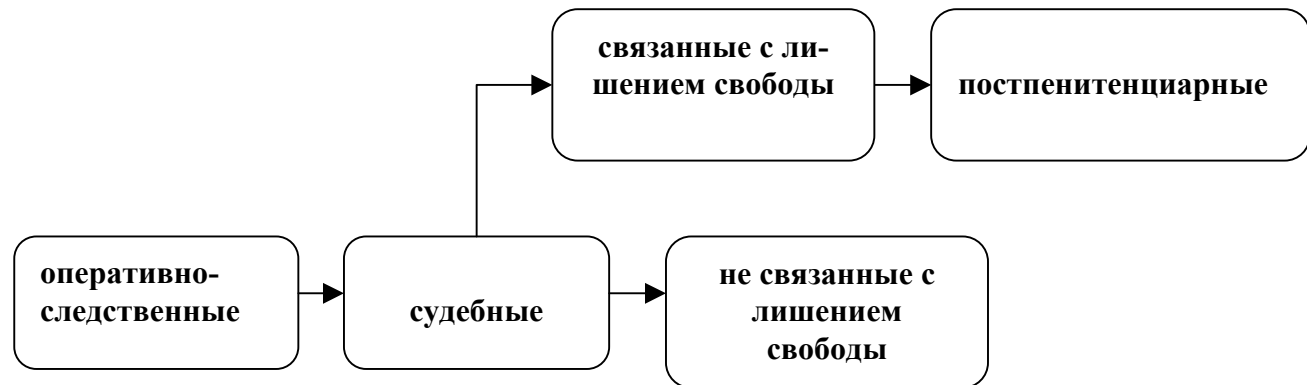 связанные с ли-
шением свободы
постпенитенциарные
оперативно-
следственные
судебные
не связанные с
лишением
свободы